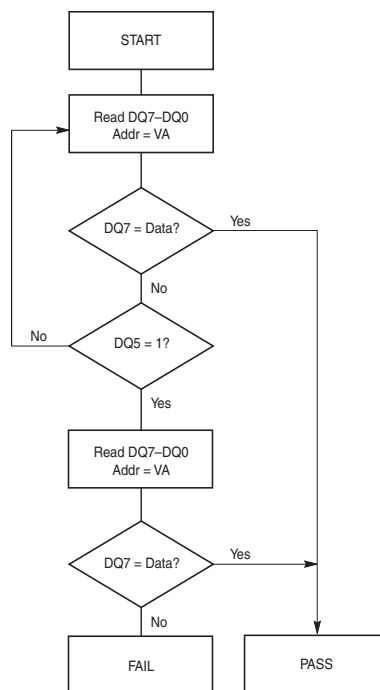 START
Read DQ7–DQ0
Addr = VA
DQ7 = Data?
Yes
No
DQ5 = 1?
No
Yes
Read DQ7–DQ0
Addr = VA
DQ7 = Data?
Yes
No
FAIL
PASS